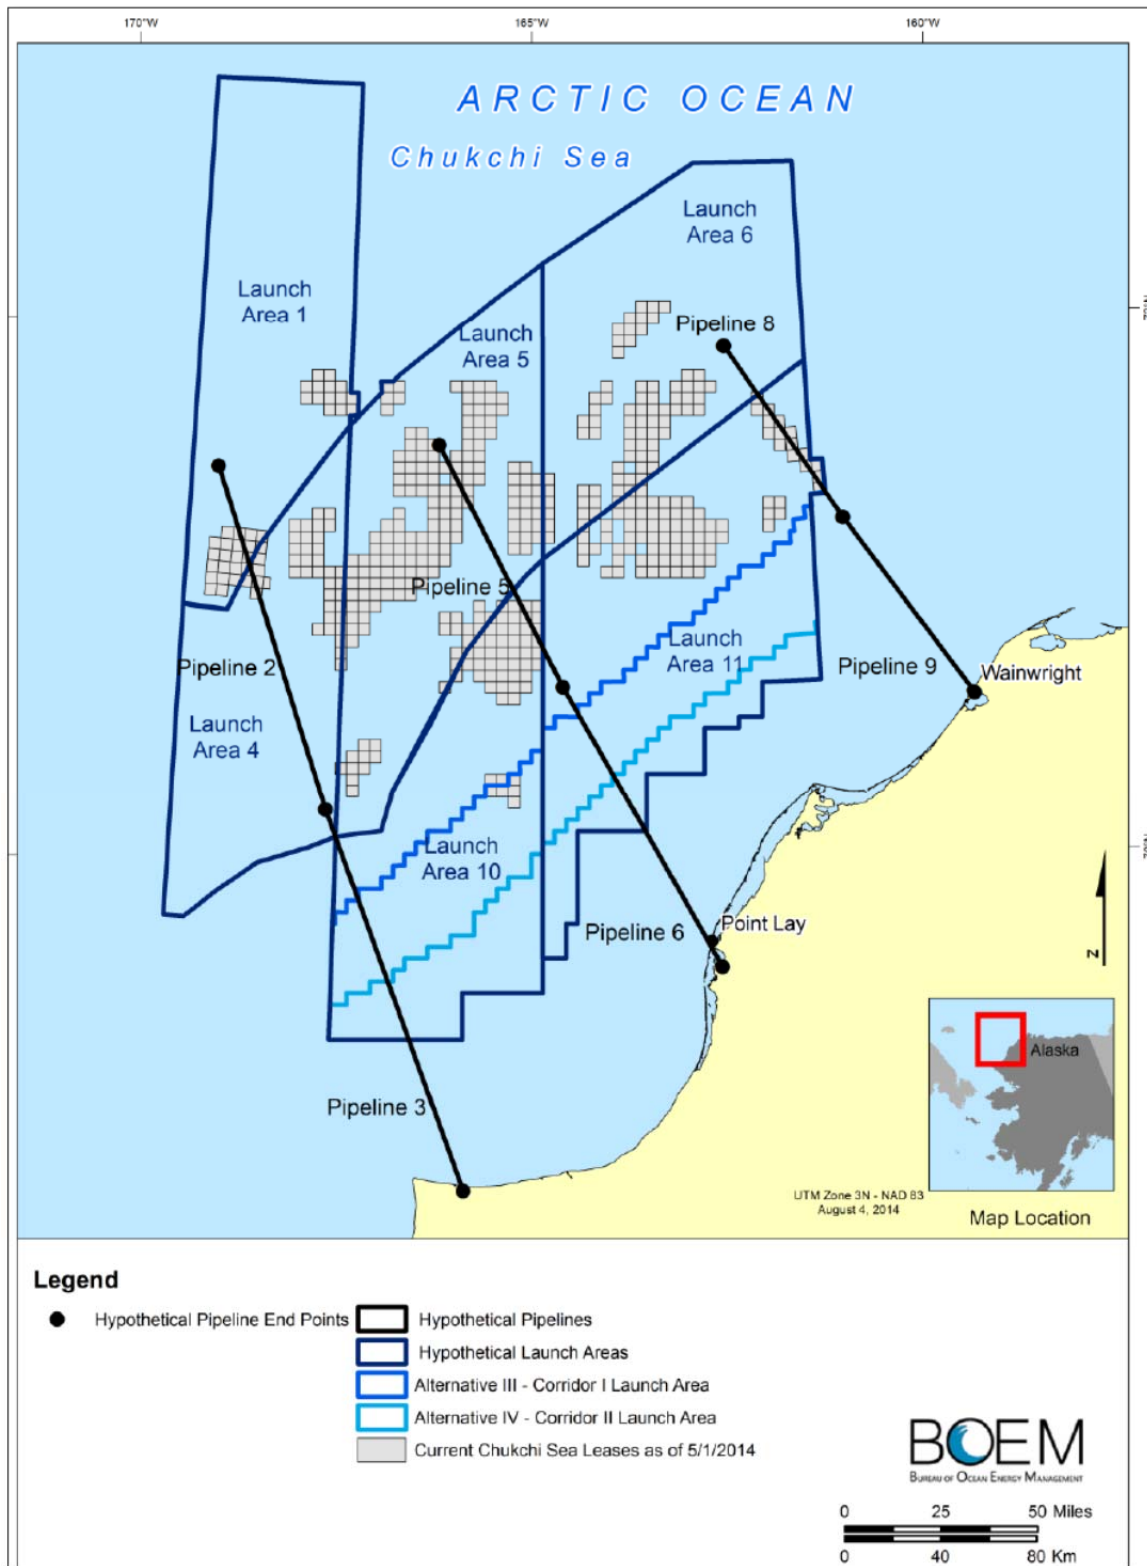 170°W
165°W
160°W
ARCTIC OCEAN
Chukchi Sea
Launch
Area 6
Launch
Area 1
Launch
Area 5
Pipeline 8
Pipeline 5
Launch
Area 11
Pipeline 9
Wainwright
Pipeline 2
Launch
Area 4
Launch
Area 10
Pipeline 6
Point Lay
N
Alaska
Pipeline 3
UTM Zone 3N - NAD 83
August 4, 2014
Map Location
Legend
Hypothetical Pipeline End Points
Hypothetical Pipelines
Hypothetical Launch Areas
Alternative III - Corridor I Launch Area
Alternative IV - Corridor II Launch Area
Current Chukchi Sea Leases as of 5/1/2014
BOEM
BUREAU OF OCEAN ENERGY MANAGEMENT
0 25 50 Miles
0 40 80 Km